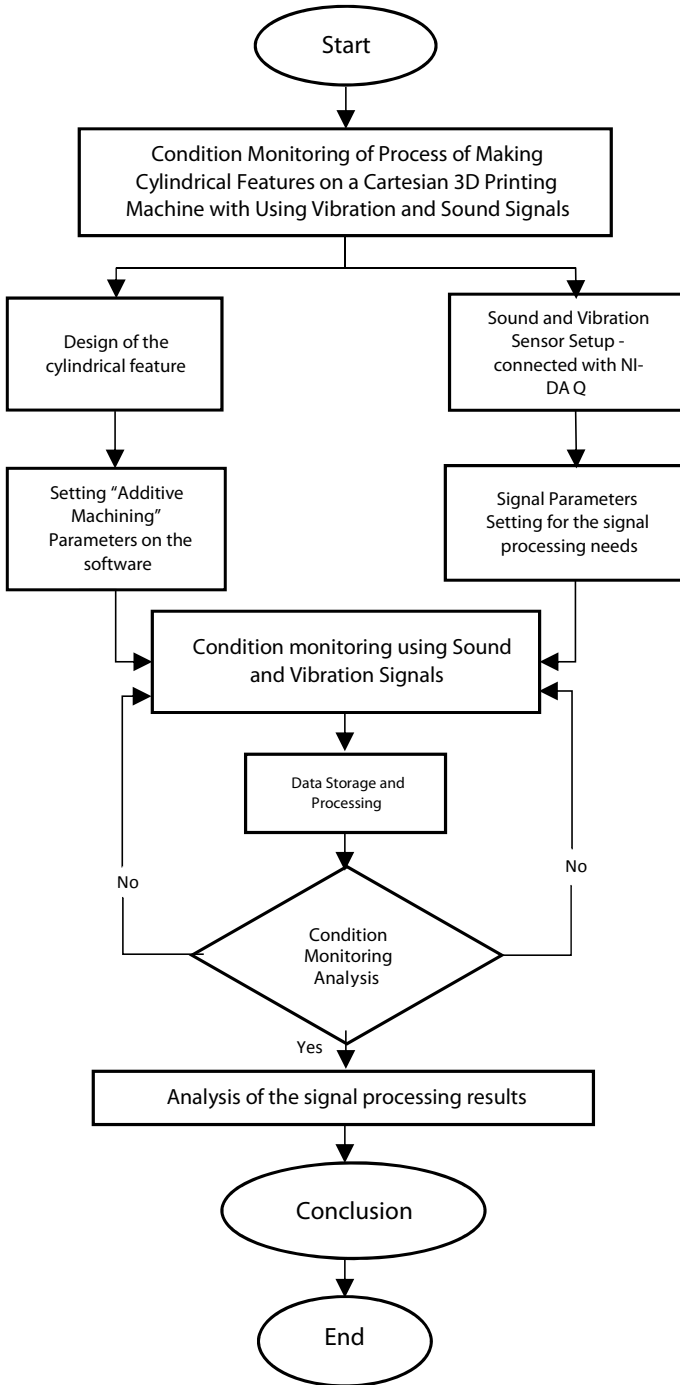 Start
Condition Monitoring of Process of Making
Cylindrical Features on a Cartesian 3D Printing
Machine with Using Vibration and Sound Signals
Design of the
cylindrical feature
Sound and Vibration
Sensor Setup -
connected with NI-
DA Q
Setting “Additive
Machining”
Parameters on the
software
Signal Parameters
Setting for the signal
processing needs
Condition monitoring using Sound
and Vibration Signals
Data Storage and
Processing
No
No
Condition
Monitoring
Analysis
Yes
Analysis of the signal processing results
Conclusion
End